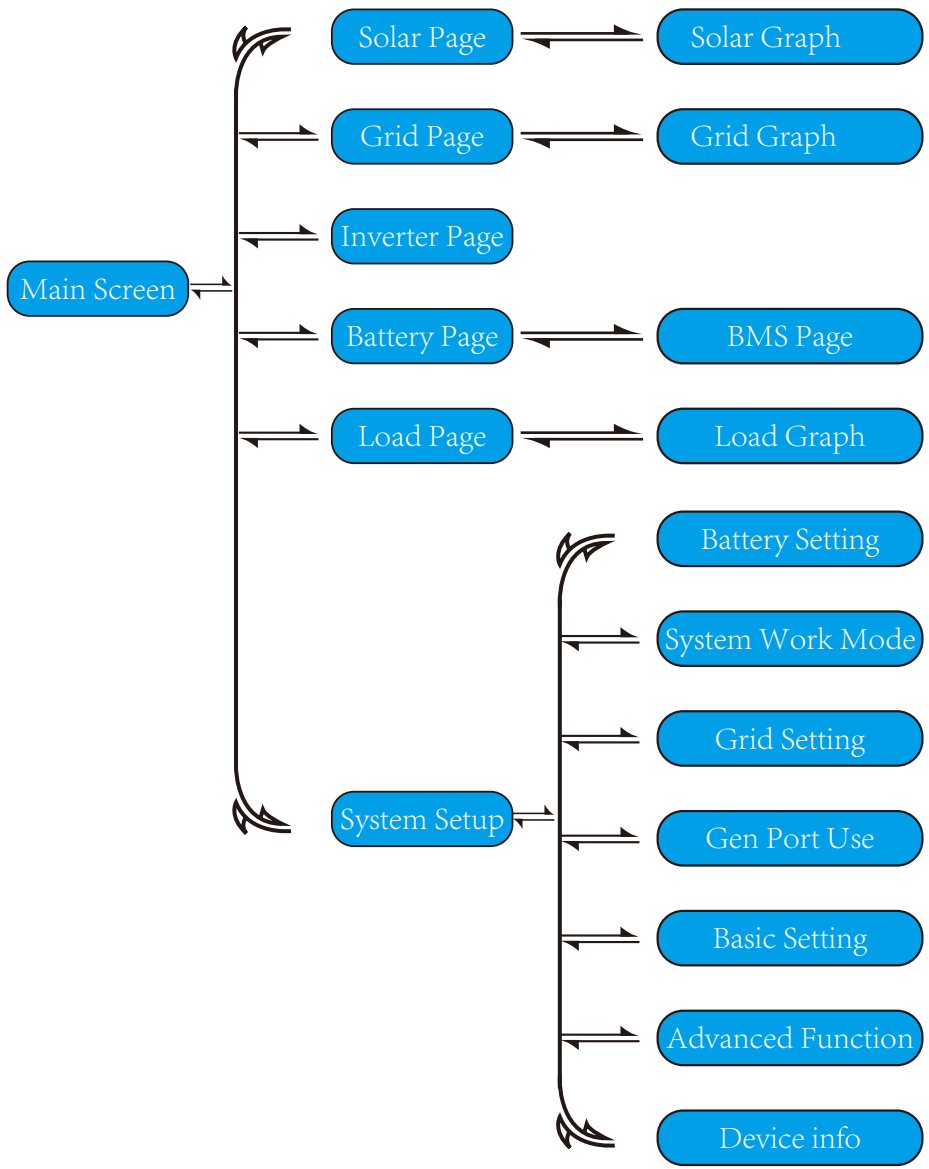 Solar Page
Solar Graph
Grid Page
Grid Graph
Inverter Page
Main Screen
Battery Page
BMS Page
Load Page
Load Graph
Battery Setting
System Work Mode
Grid Setting
System Setup
Gen Port Use
Basic Setting
Advanced Function
Device info